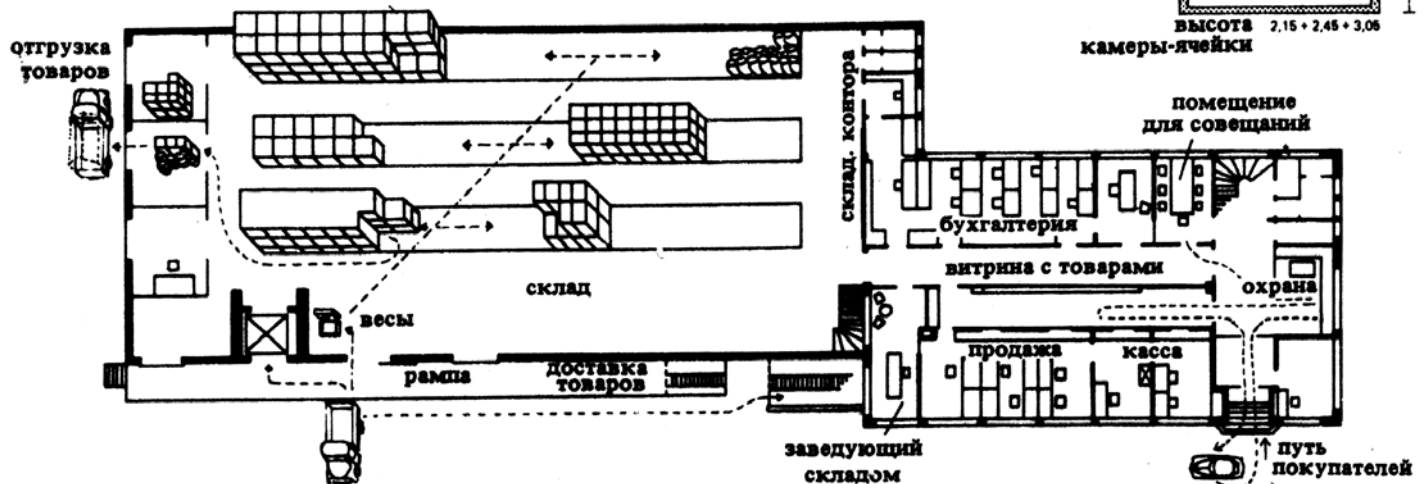 высота 2,15 + 2,45 + 3,05
камеры-ячейки
отгрузка
товаров
склад. контора
помещение
для совещаний
бухгалтерия
витрина с товарами
охрана
склад
весы
продажа
касса
рампа
доставка
товаров
заведующий
складом
путь
покупателей